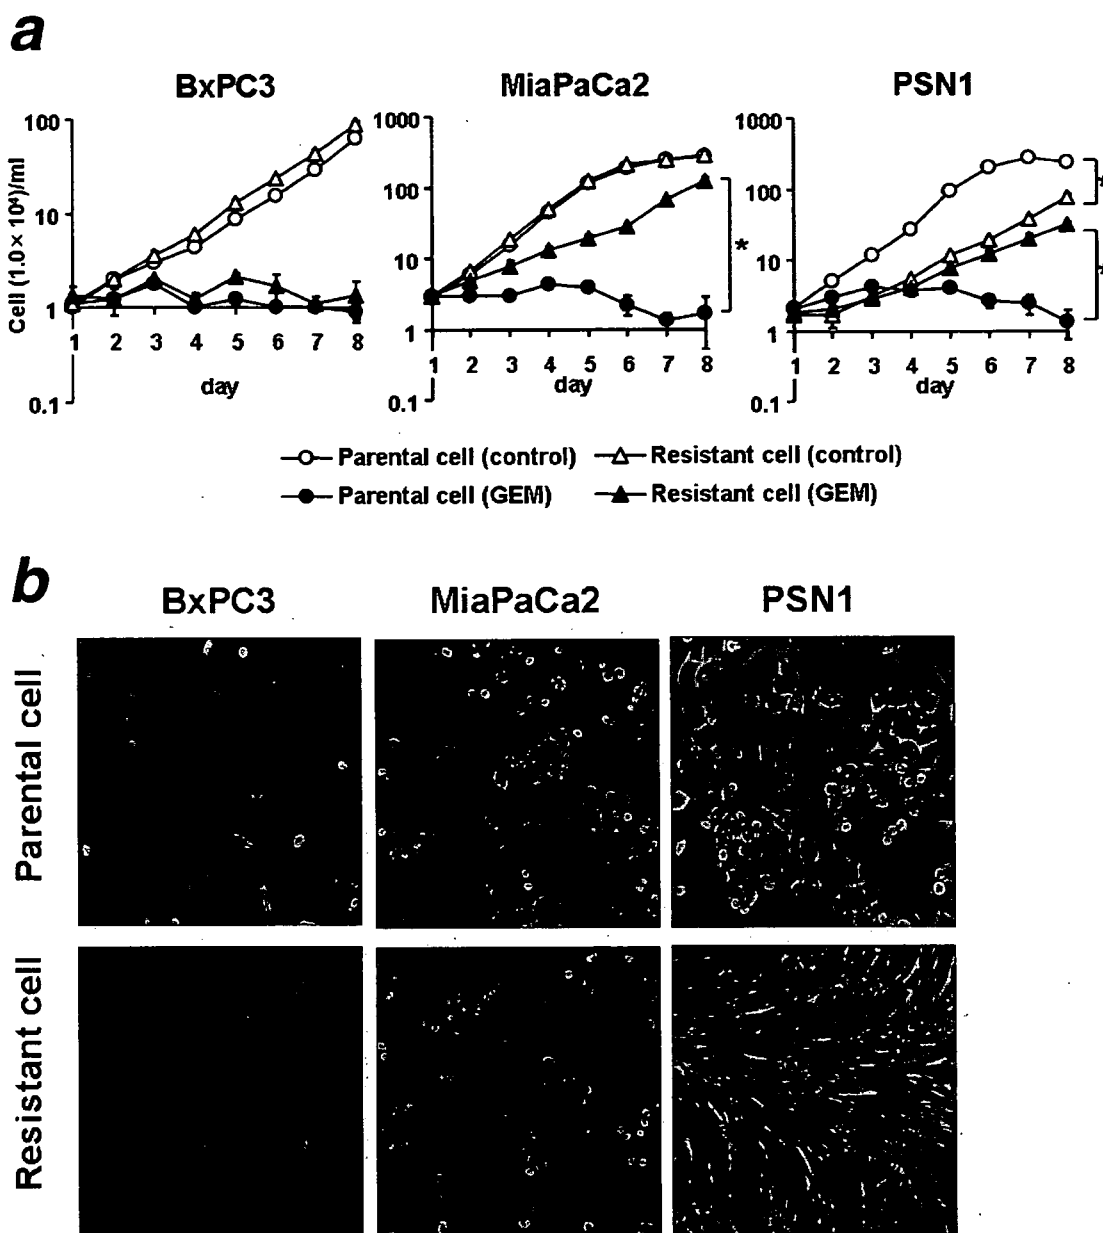 a
BxPC3 MiaPaCa2 PSN1
Cell (1.0×10⁴)/ml
100
10
1
0.1
1 2 3 4 5 6 7 8
day
1000
100
10
1
0.1
1 2 3 4 5 6 7 8
day
*
1000
100
10
1
0.1
1 2 3 4 5 6 7 8
day
*
*
Parental cell (control) Resistant cell (control)
Parental cell (GEM) Resistant cell (GEM)
b
BxPC3 MiaPaCa2 PSN1
Parental cell
Resistant cell